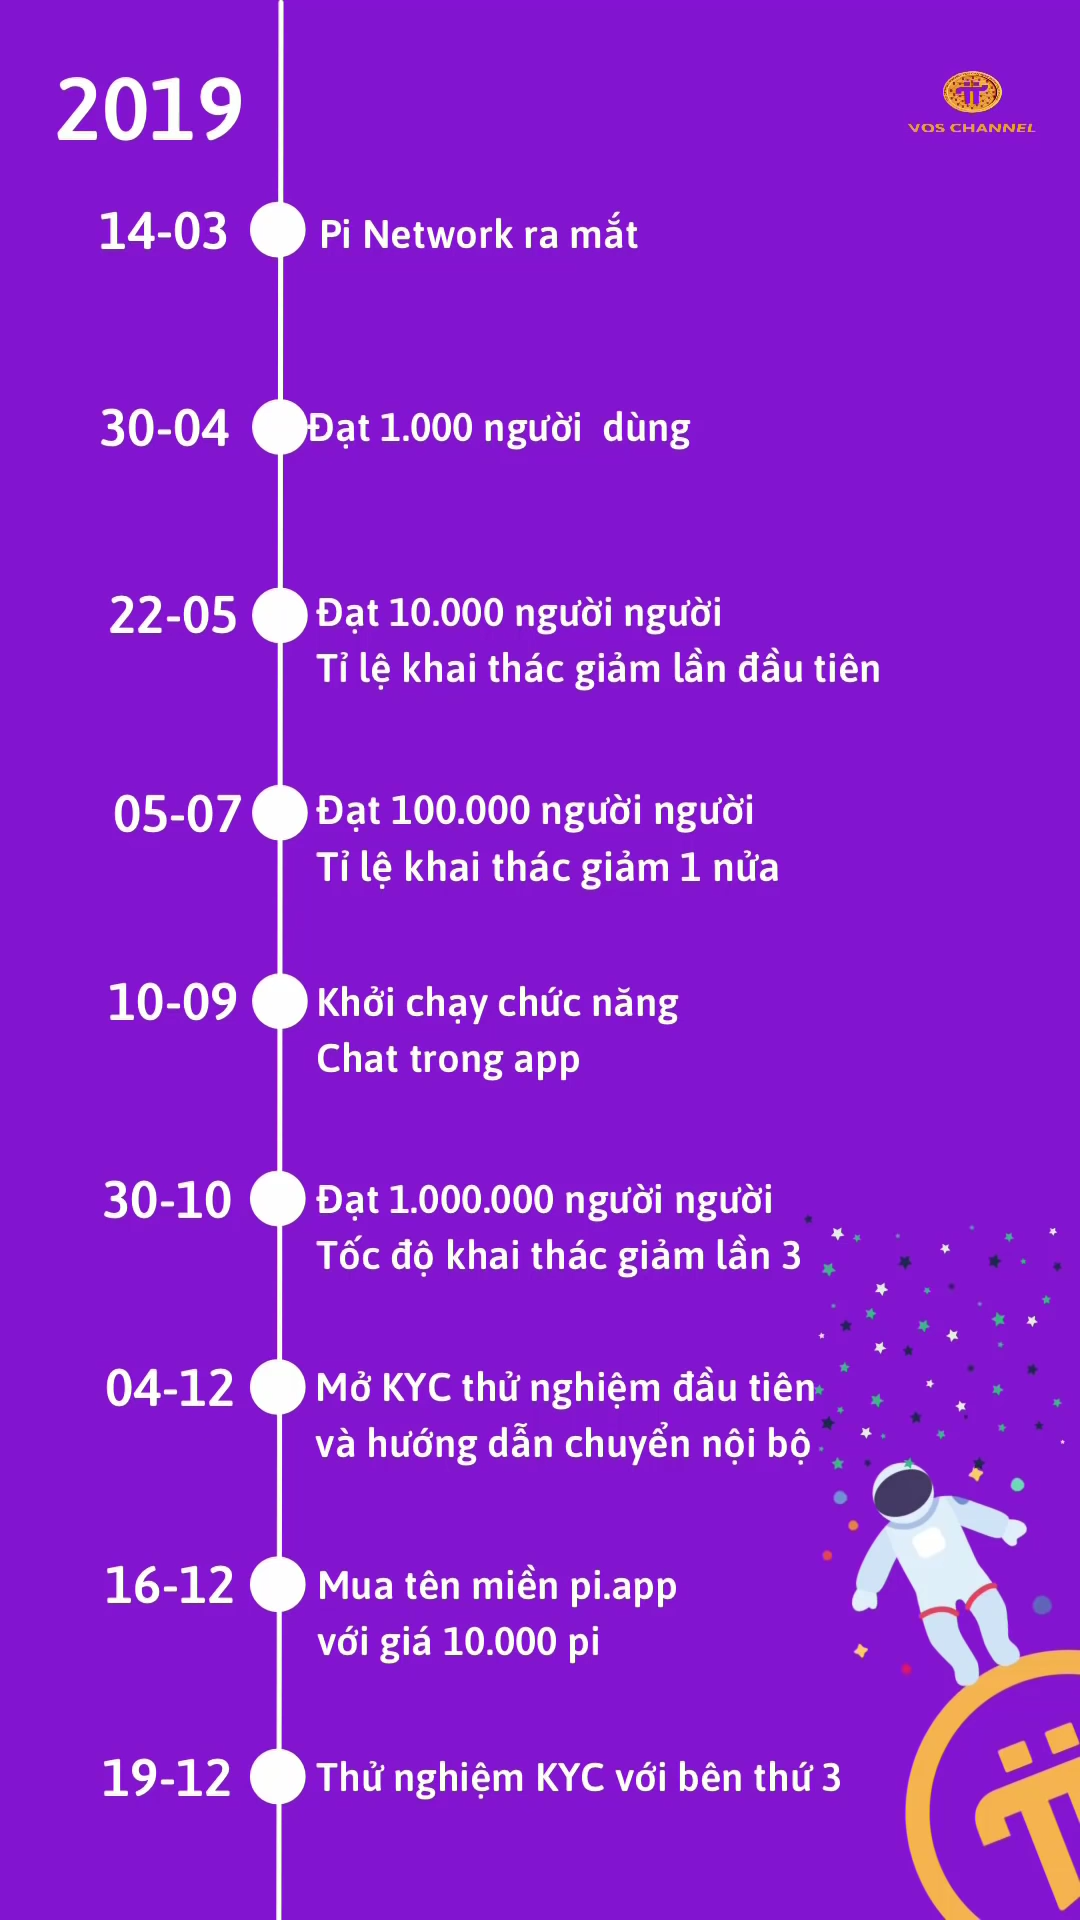 2019
VOS CHANNEL
14-03
Pi Network ra mắt
30-04
Đạt 1.000 người dùng
22-05
Đạt 10.000 người người
Tỉ lệ khai thác giảm lần đầu tiên
05-07
Đạt 100.000 người người
Tỉ lệ khai thác giảm 1 nửa
10-09
Khởi chạy chức năng
Chat trong app
30-10
Đạt 1.000.000 người người
Tốc độ khai thác giảm lần 3
04-12
Mở KYC thử nghiệm đầu tiên
và hướng dẫn chuyển nội bộ
16-12
Mua tên miền pi.app
với giá 10.000 pi
19-12
Thử nghiệm KYC với bên thứ 3